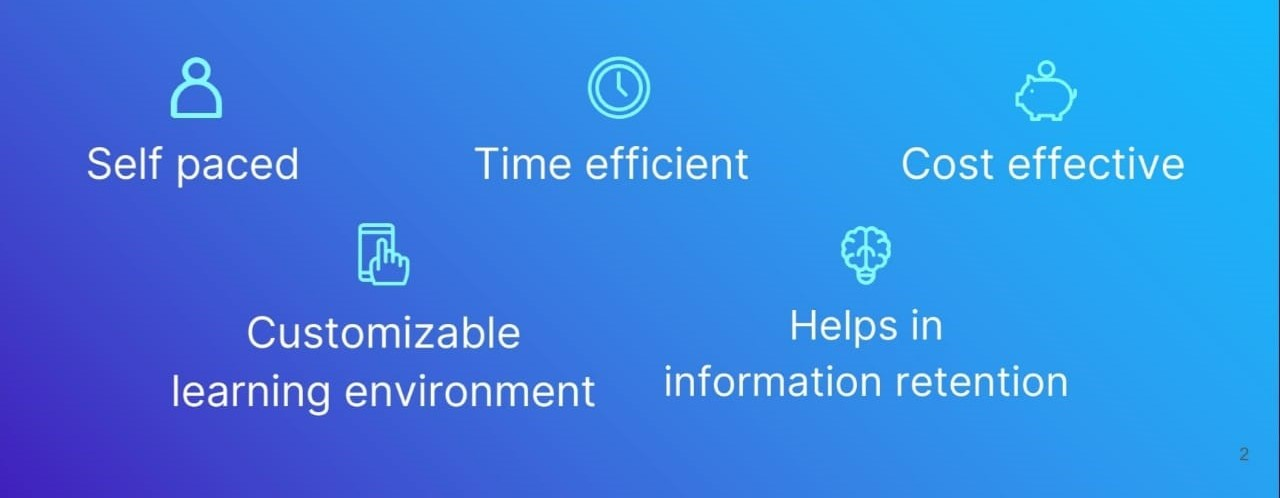 Self paced
Time efficient
Cost effective
Customizable
learning environment
Helps in
information retention
2